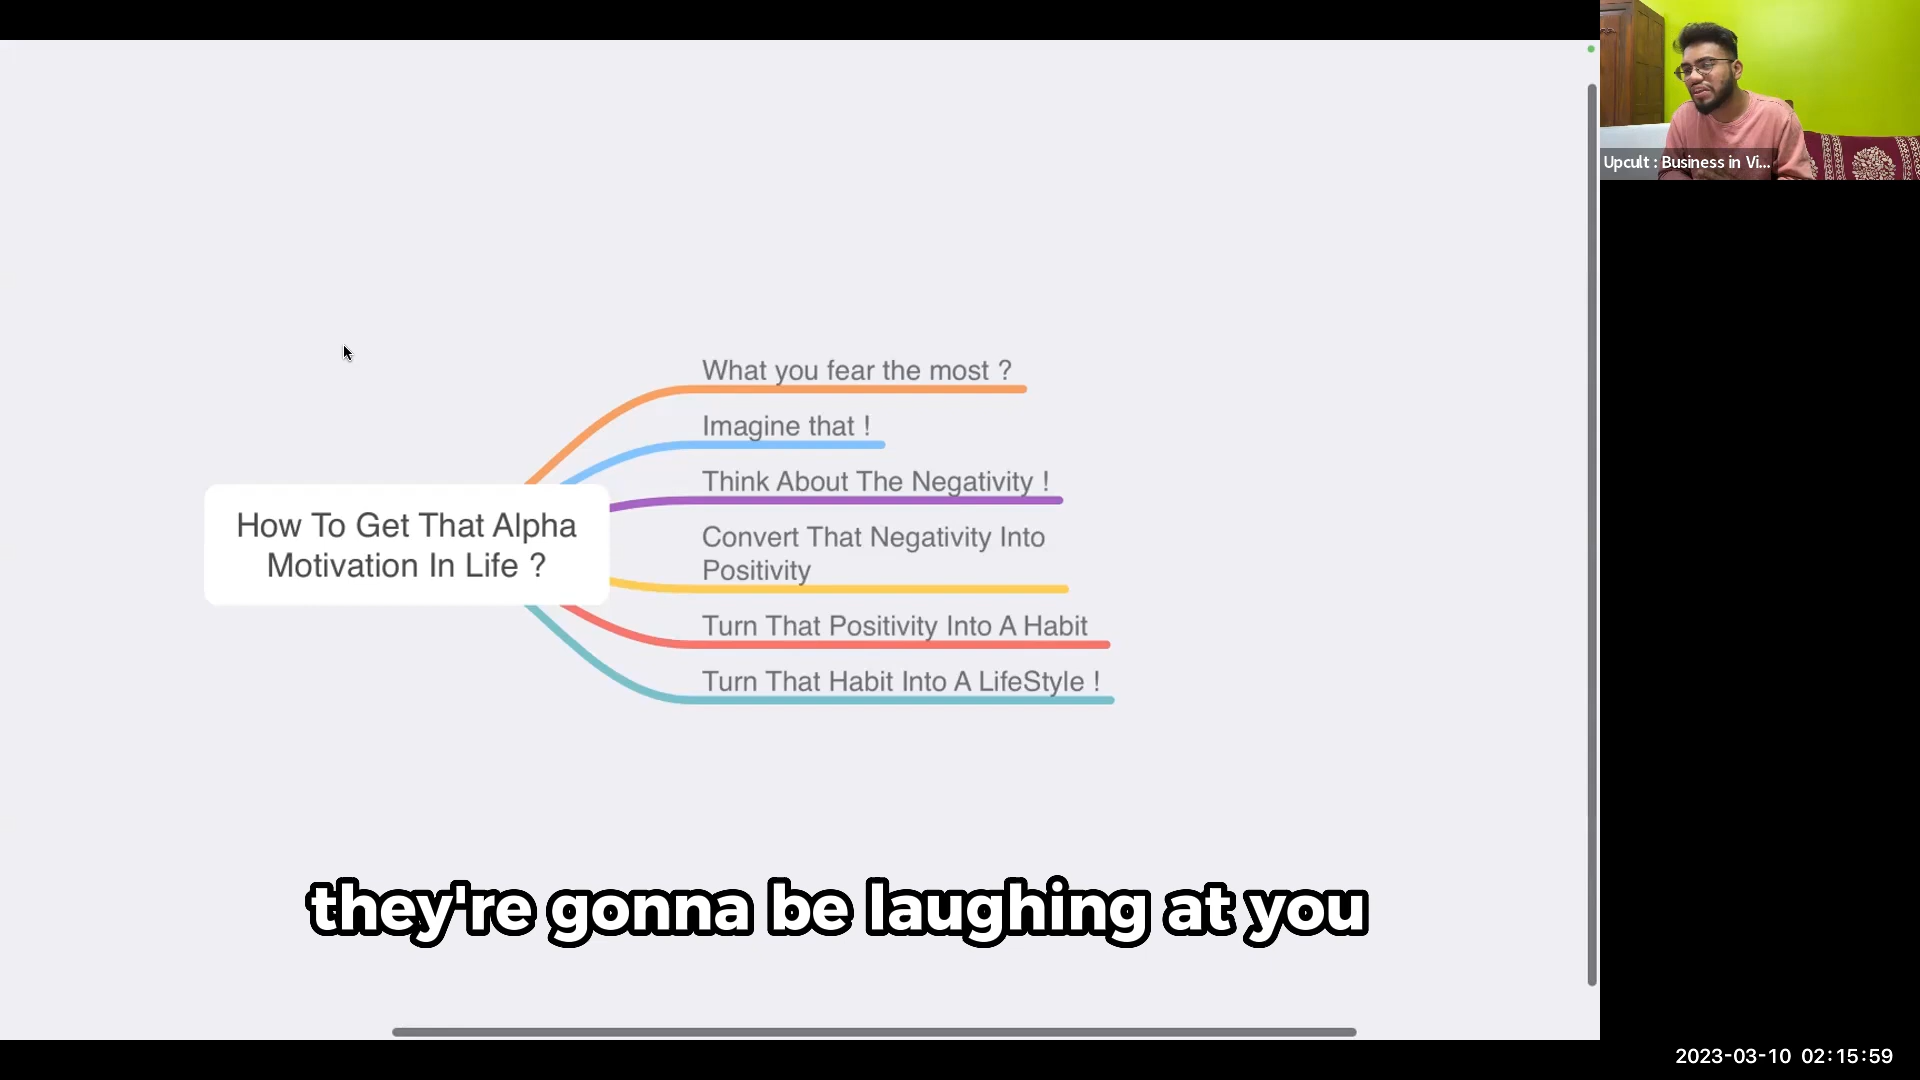 Upcult : Business in Vi...
What you fear the most ?
Imagine that !
Think About The Negativity !
How To Get That Alpha
Motivation In Life ?
Convert That Negativity Into
Positivity
Turn That Positivity Into A Habit
Turn That Habit Into A LifeStyle !
they're gonna be laughing at you
2023-03-10 02:15:59